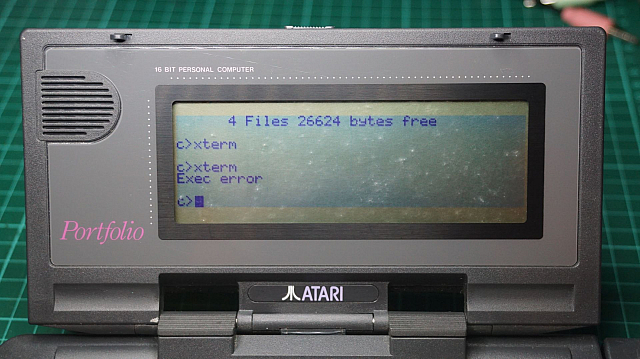 16 BIT PERSONAL COMPUTER
4 Files 26624 bytes free
c>xterm
c>xterm
Exec error
c>
Portfolio
ATARI